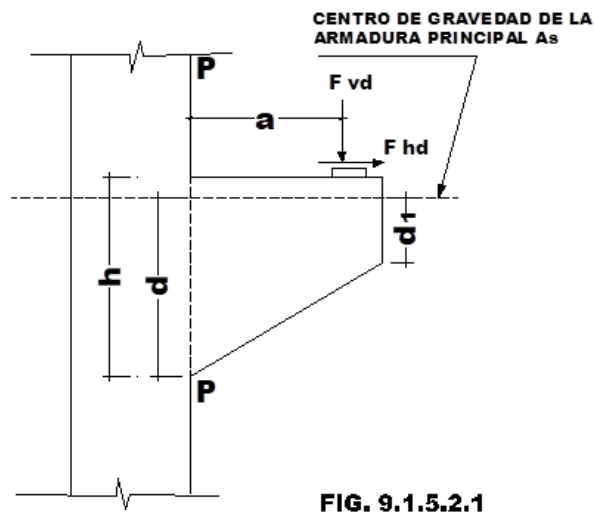 CENTRO DE GRAVEDAD DE LA
ARMADURA PRINCIPAL As
P
F vd
a
F hd
d1
h
d
P
FIG. 9.1.5.2.1